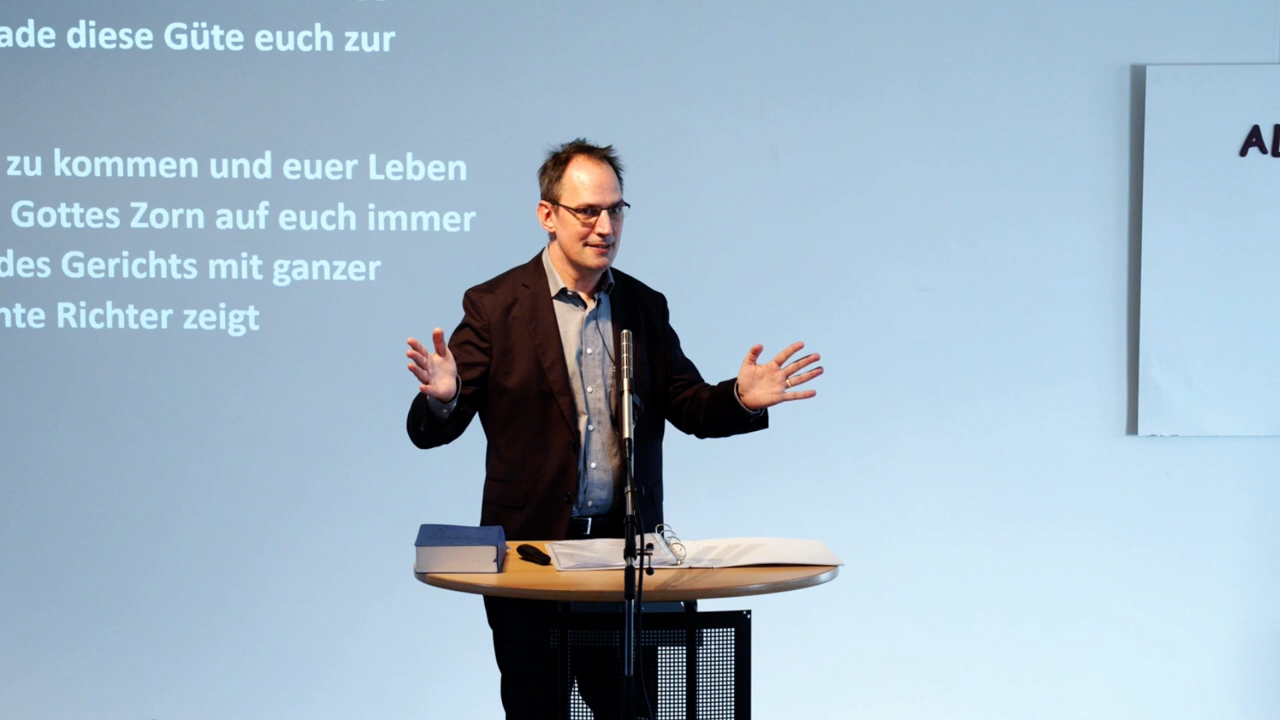 ade diese Güte euch zur
zu kommen und euer Leben
Gottes Zorn auf euch immer
des Gerichts mit ganzer
nte Richter zeigt